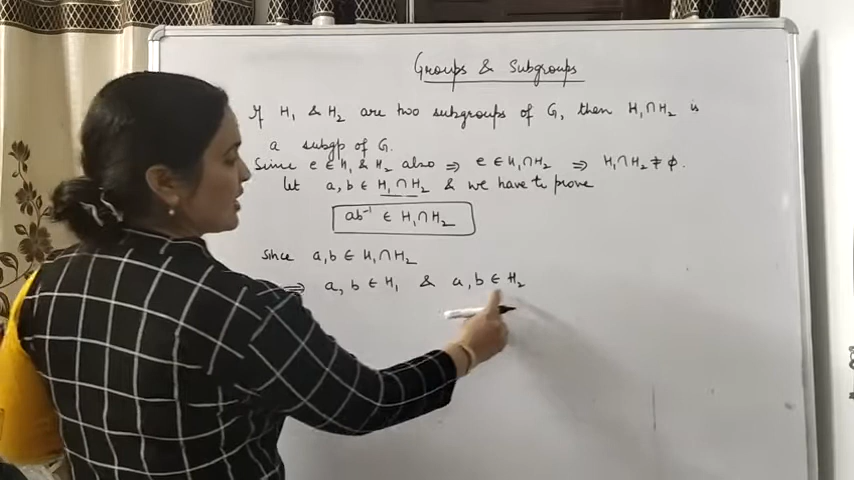 Groups & Subgroups
If H₁ & H₂ are two subgroups of G, then H₁∩H₂ is
a subgp of G.
Since e ∈ H₁ & H₂ also ⇒ e ∈ H₁∩H₂ ⇒ H₁∩H₂ ≠ ϕ.
let a,b ∈ H₁∩H₂ & we have to prove
ab⁻¹ ∈ H₁∩H₂
Since a,b ∈ H₁∩H₂
⇒ a, b ∈ H₁ & a,b ∈ H₂